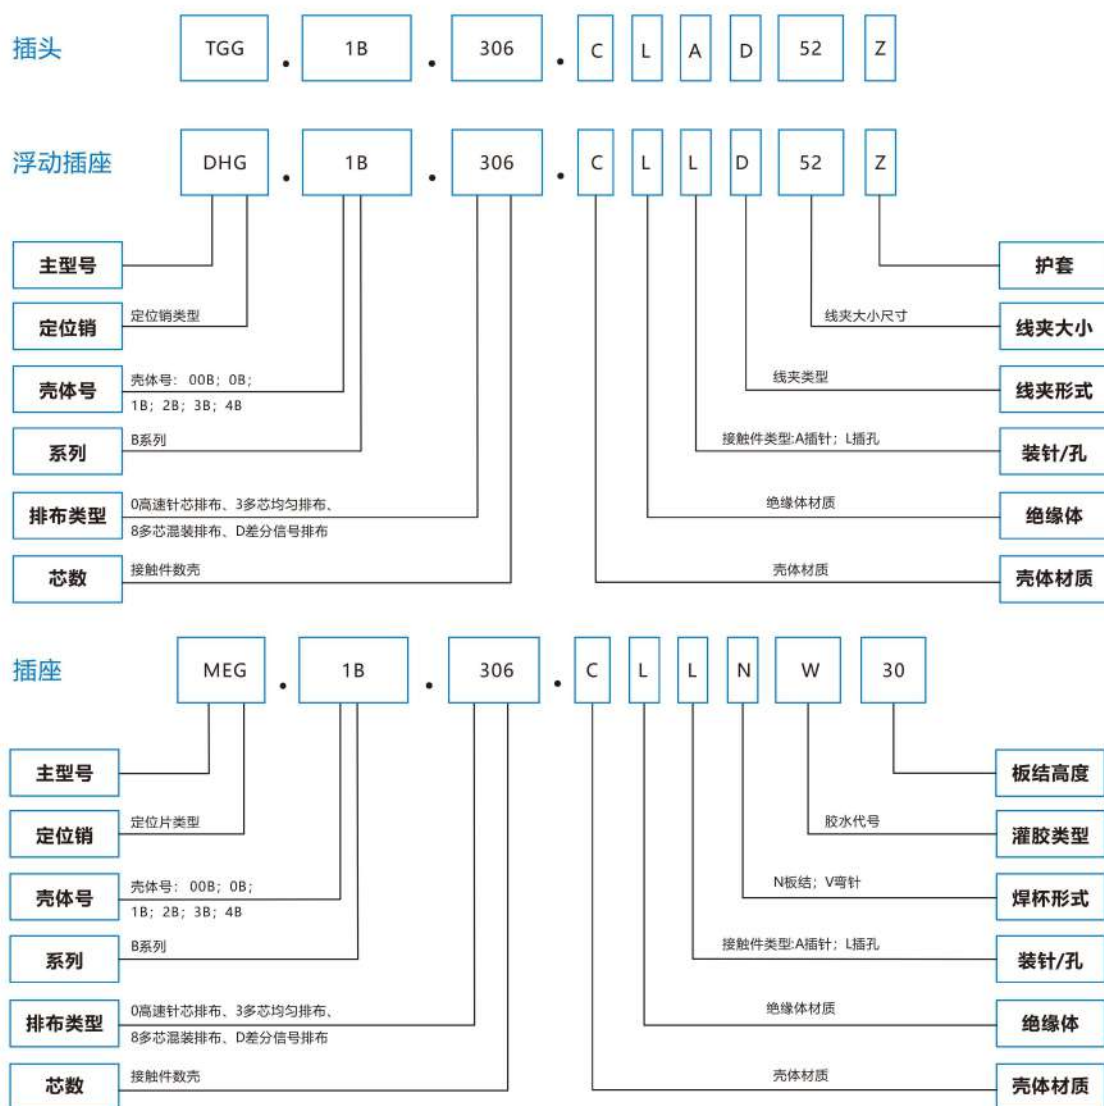 插头 TGG . 1B . 306 . C L A D 52 Z
浮动插座 DHG . 1B . 306 . C L L D 52 Z
主型号 护套
定位销 定位销类型 线夹大小尺寸 线夹大小
壳体号 壳体号： 00B；0B； 线夹类型 线夹形式
1B；2B；3B；4B
系列 B系列 接触件类型:A插针；L插孔 装针/孔
排布类型 0高速针芯排布、3多芯均匀排布、 绝缘体材质 绝缘体
8多芯混装排布、D差分信号排布
芯数 接触件数壳 壳体材质 壳体材质
插座 MEG . 1B . 306 . C L L N W 30
主型号 板结高度
定位销 定位片类型 胶水代号 灌胶类型
壳体号 壳体号： 00B；0B； N板结；V弯针 焊杯形式
1B；2B；3B；4B
系列 B系列 接触件类型:A插针；L插孔 装针/孔
排布类型 0高速针芯排布、3多芯均匀排布、 绝缘体材质 绝缘体
8多芯混装排布、D差分信号排布
芯数 接触件数壳 壳体材质 壳体材质